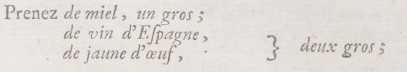 Prenez de miel, un gros ;
de vin d'Eſpagne,
de jaune d'œuf, } deux gros ;